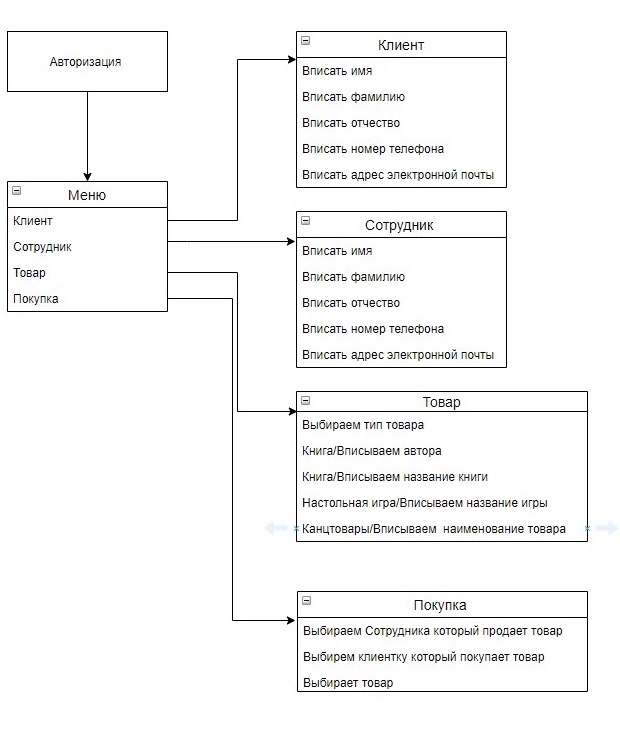 Авторизация
Меню
Клиент
Сотрудник
Товар
Покупка
Клиент
Вписать имя
Вписать фамилию
Вписать отчество
Вписать номер телефона
Вписать адрес электронной почты
Сотрудник
Вписать имя
Вписать фамилию
Вписать отчество
Вписать номер телефона
Вписать адрес электронной почты
Товар
Выбираем тип товара
Книга/Вписываем автора
Книга/Вписываем название книги
Настольная игра/Вписываем название игры
Канцтовары/Вписываем наименование товара
Покупка
Выбираем Сотрудника который продает товар
Выбирем клиентку который покупает товар
Выбирает товар